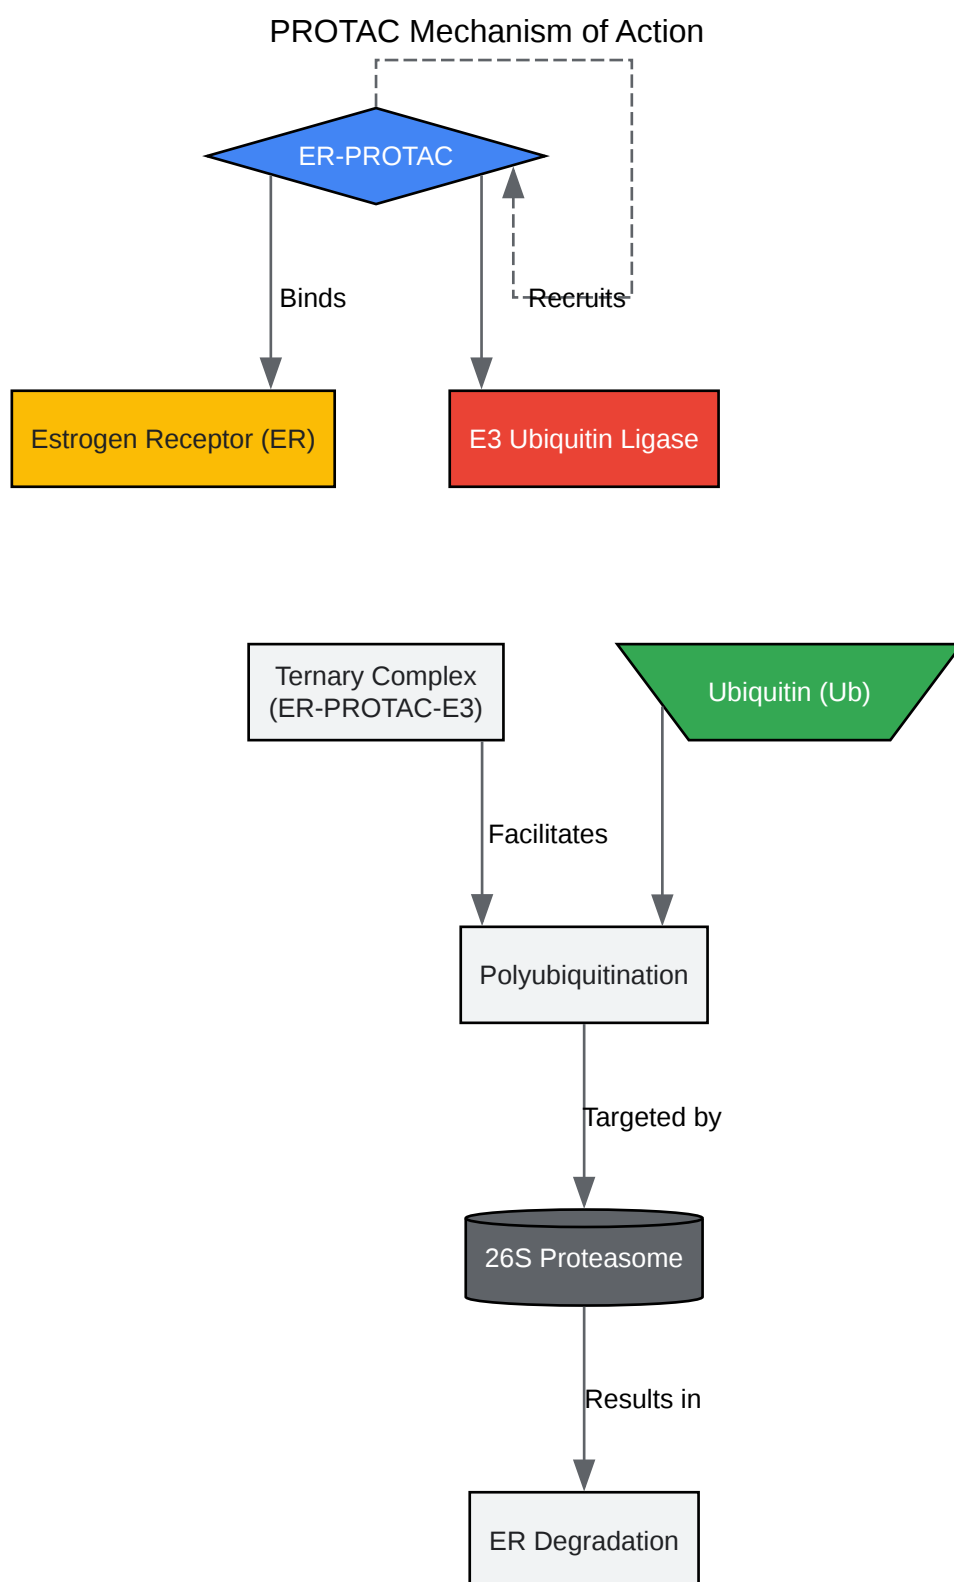 PROTAC Mechanism of Action
ER-PROTAC
Binds
Recruits
Estrogen Receptor (ER)
E3 Ubiquitin Ligase
Ternary Complex
(ER-PROTAC-E3)
Ubiquitin (Ub)
Facilitates
Polyubiquitination
Targeted by
26S Proteasome
Results in
ER Degradation